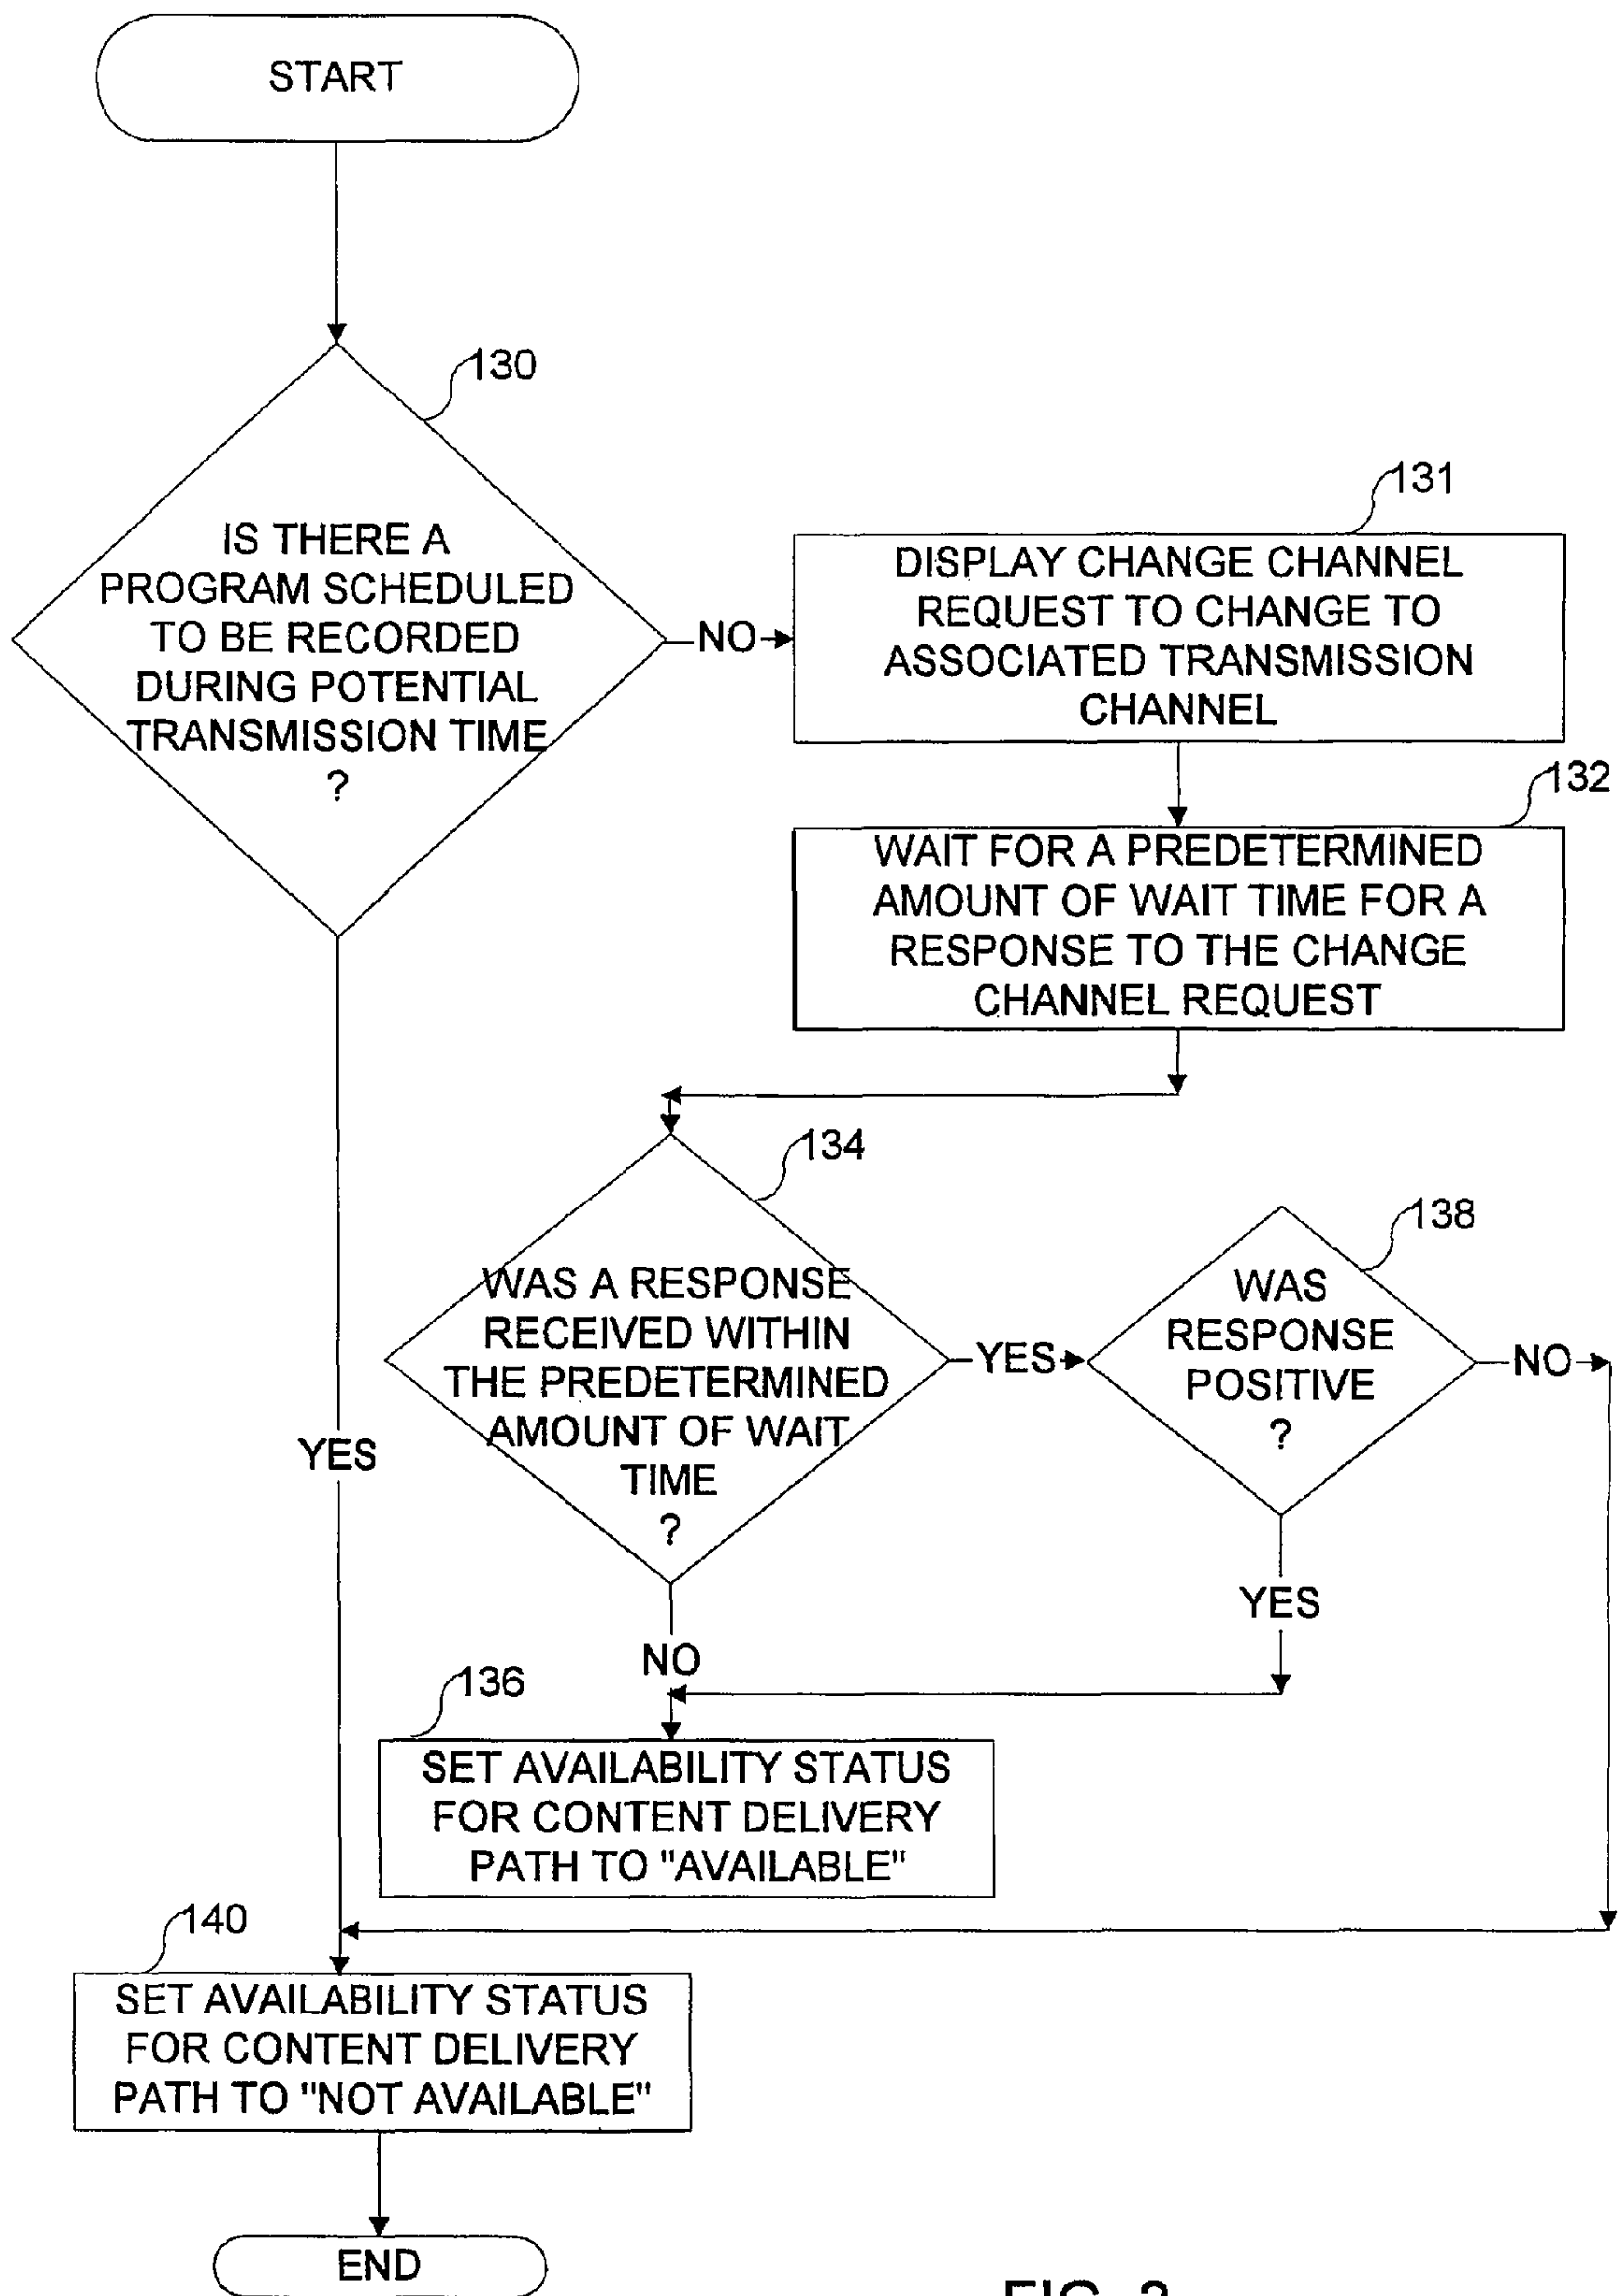 START
130
IS THERE A
PROGRAM SCHEDULED
TO BE RECORDED
DURING POTENTIAL
TRANSMISSION TIME
?
NO
131
DISPLAY CHANGE CHANNEL
REQUEST TO CHANGE TO
ASSOCIATED TRANSMISSION
CHANNEL
132
WAIT FOR A PREDETERMINED
AMOUNT OF WAIT TIME FOR A
RESPONSE TO THE CHANGE
CHANNEL REQUEST
134
WAS A RESPONSE
RECEIVED WITHIN
THE PREDETERMINED
AMOUNT OF WAIT
TIME
?
YES
138
WAS
RESPONSE
POSITIVE
?
NO
YES
YES
NO
136
SET AVAILABILITY STATUS
FOR CONTENT DELIVERY
PATH TO "AVAILABLE"
140
SET AVAILABILITY STATUS
FOR CONTENT DELIVERY
PATH TO "NOT AVAILABLE"
END
FIG.